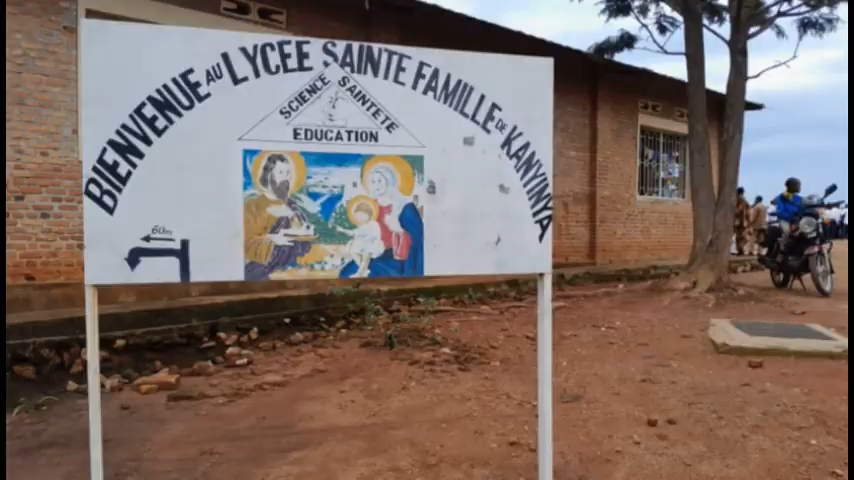 BIENVENUE AU LYCEE SAINTE FAMILLE DE KANYINYA
SCIENCE SAINTETE
EDUCATION
60m